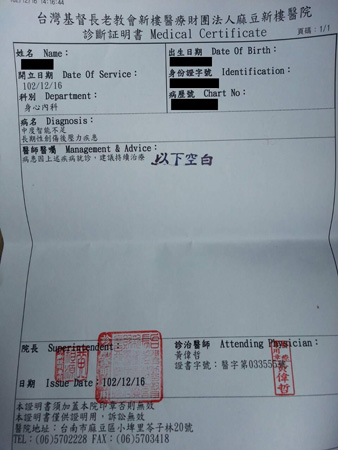 台灣基督長老教會新樓醫療財團法人麻豆新樓醫院
診斷証明書 Medical Certificate
頁碼：1/1
姓名 Name：
出生日期 Date Of Birth：
開立日期 Date Of Service：
102/12/16
身份證字號 Identification：
科別 Department：
身心內科
病歷號 Chart No：
病名 Diagnosis：
中度智能不足
長期性創傷後壓力疾患
醫師醫囑 Management & Advice：
病患因上述疾病就診，建議持續治療
以下空白
院長 Superintendent：
診治醫師 Attending Physician：
黃偉哲
證書字號：醫字第033555
日期 Issue Date：102/12/16
本證明書須加蓋本院印章否則無效
本證明書僅供證明用，訴訟無效
醫院地址：台南市麻豆區小埤里苓子林20號
TEL：(06)5702228 FAX：(06)5703418